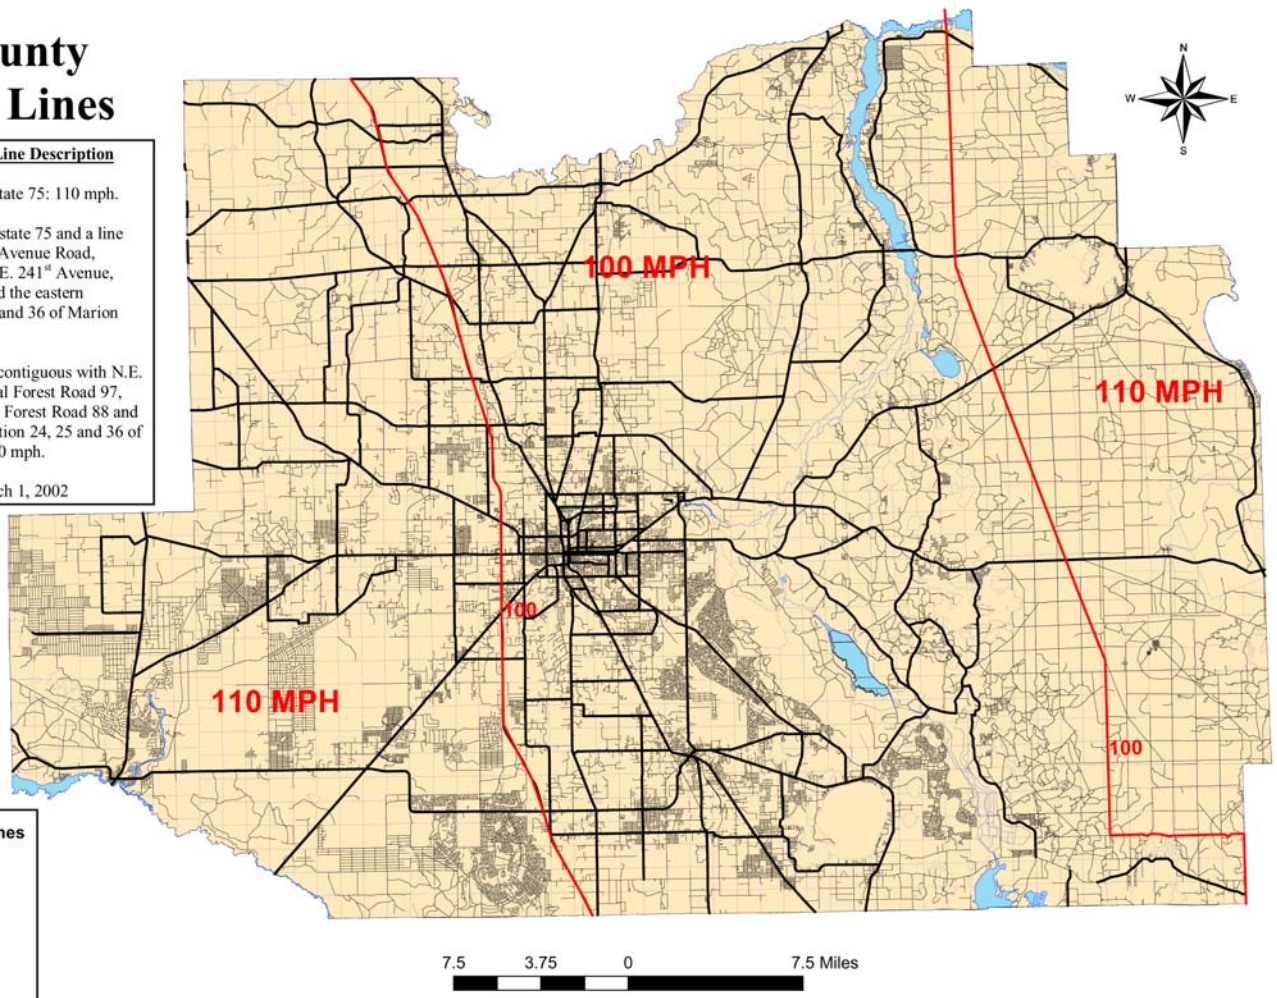 ounty
Lines
Line Description
tate 75: 110 mph.
state 75 and a line
Avenue Road,
E. 241st Avenue,
d the eastern
and 36 of Marion
contiguous with N.E.
al Forest Road 97,
Forest Road 88 and
tion 24, 25 and 36 of
0 mph.
ch 1, 2002
N
W E
S
100 MPH
110 MPH
100
110 MPH
100
nes
7.5 3.75 0 7.5 Miles